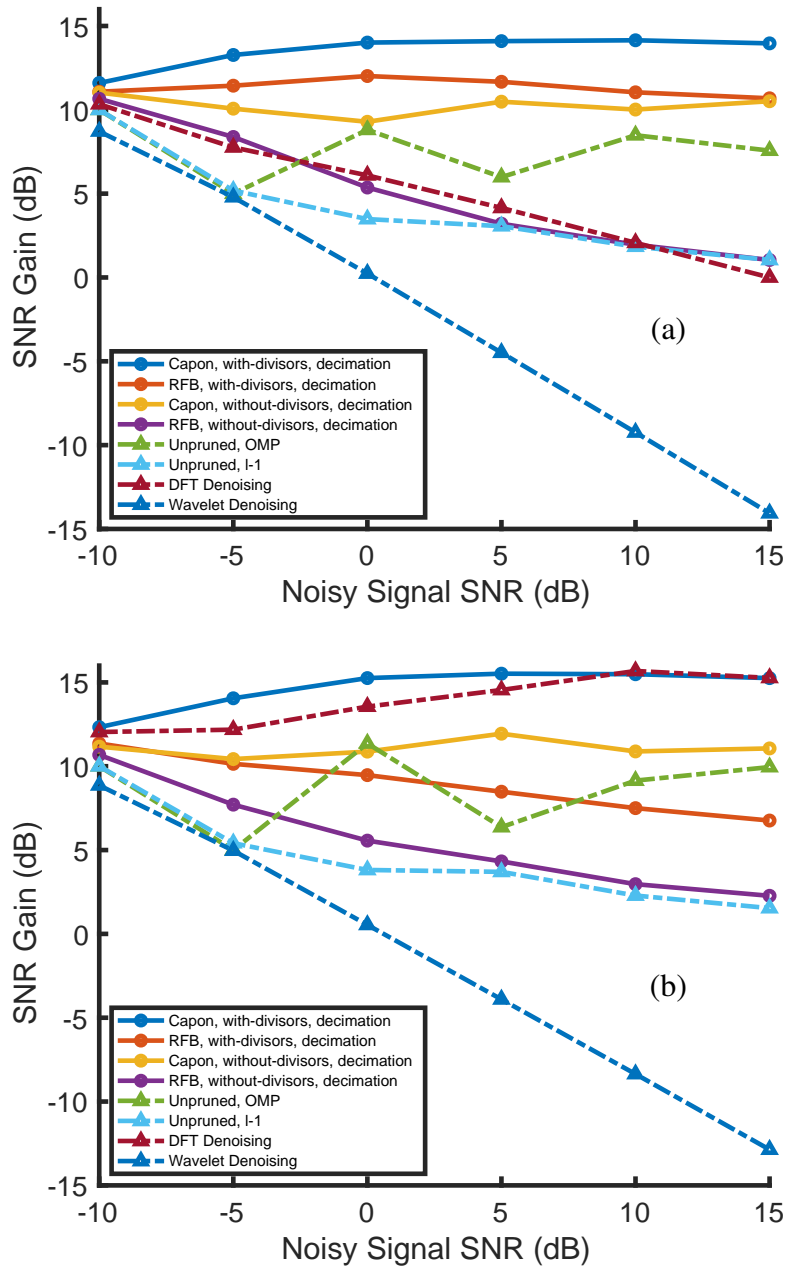 15
10
5
0
-5
-10
-15
SNR Gain (dB)
(a)
Capon, with-divisors, decimation
RFB, with-divisors, decimation
Capon, without-divisors, decimation
RFB, without-divisors, decimation
Unpruned, OMP
Unpruned, l-1
DFT Denoising
Wavelet Denoising
-10 -5 0 5 10 15
Noisy Signal SNR (dB)
15
10
5
0
-5
-10
-15
SNR Gain (dB)
(b)
Capon, with-divisors, decimation
RFB, with-divisors, decimation
Capon, without-divisors, decimation
RFB, without-divisors, decimation
Unpruned, OMP
Unpruned, l-1
DFT Denoising
Wavelet Denoising
-10 -5 0 5 10 15
Noisy Signal SNR (dB)